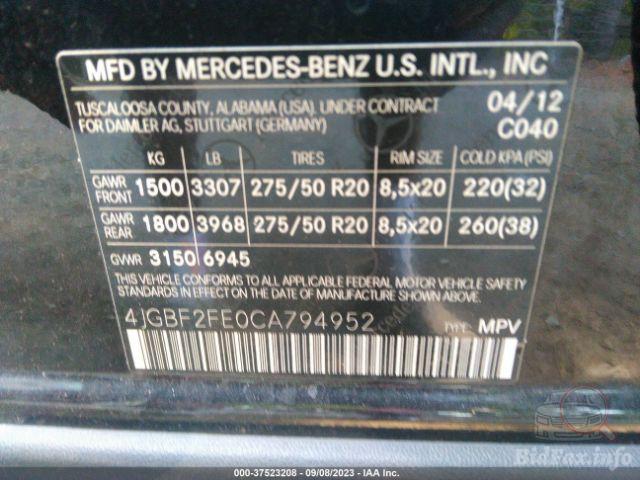 MFD BY MERCEDES-BENZ U.S. INTL., INC
TUSCALOOSA COUNTY, ALABAMA (USA), UNDER CONTRACT 04/12
FOR DAIMLER AG, STUTTGART (GERMANY) C040
KG LB TIRES RIM SIZE COLD KPA (PSI)
GAWR FRONT 1500 3307 275/50 R20 8,5x20 220(32)
GAWR REAR 1800 3968 275/50 R20 8,5x20 260(38)
GVWR 3150 6945
THIS VEHICLE CONFORMS TO ALL APPLICABLE FEDERAL MOTOR VEHICLE SAFETY
STANDARDS IN EFFECT ON THE DATE OF MANUFACTURE SHOWN ABOVE.
4JGBF2FE0CA794952 TYPE: MPV
BidFax.info
000-37523208 - 09/08/2023 - IAA Inc.